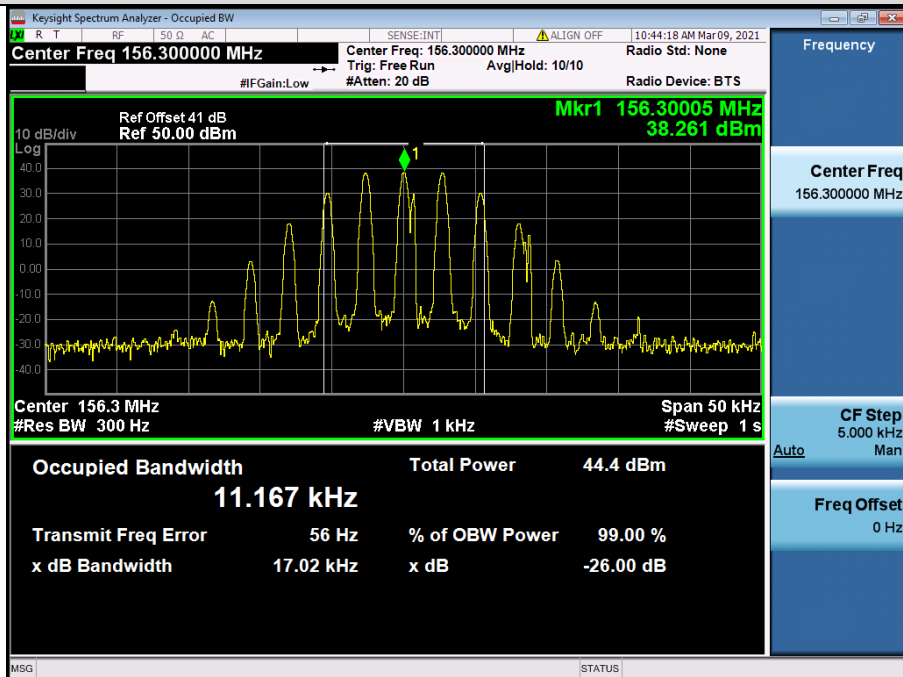 Keysight Spectrum Analyzer - Occupied BW
LXI R T RF 50 Ω AC SENSE:INT ALIGN OFF 10:44:18 AM Mar 09, 2021
Center Freq 156.300000 MHz
Center Freq: 156.300000 MHz
Radio Std: None
Trig: Free Run Avg|Hold: 10/10
#IFGain:Low
#Atten: 20 dB
Radio Device: BTS
Frequency
Mkr1 156.30005 MHz
38.261 dBm
Ref Offset 41 dB
10 dB/div Ref 50.00 dBm
Log
1
40.0
30.0
20.0
10.0
0.00
-10.0
-20.0
-30.0
-40.0
Center 156.3 MHz
Span 50 kHz
#Res BW 300 Hz
#VBW 1 kHz
#Sweep 1 s
Occupied Bandwidth
Total Power 44.4 dBm
11.167 kHz
Transmit Freq Error 56 Hz
% of OBW Power 99.00 %
x dB Bandwidth 17.02 kHz
x dB -26.00 dB
Center Freq
156.300000 MHz
CF Step
5.000 kHz
Auto Man
Freq Offset
0 Hz
MSG
STATUS